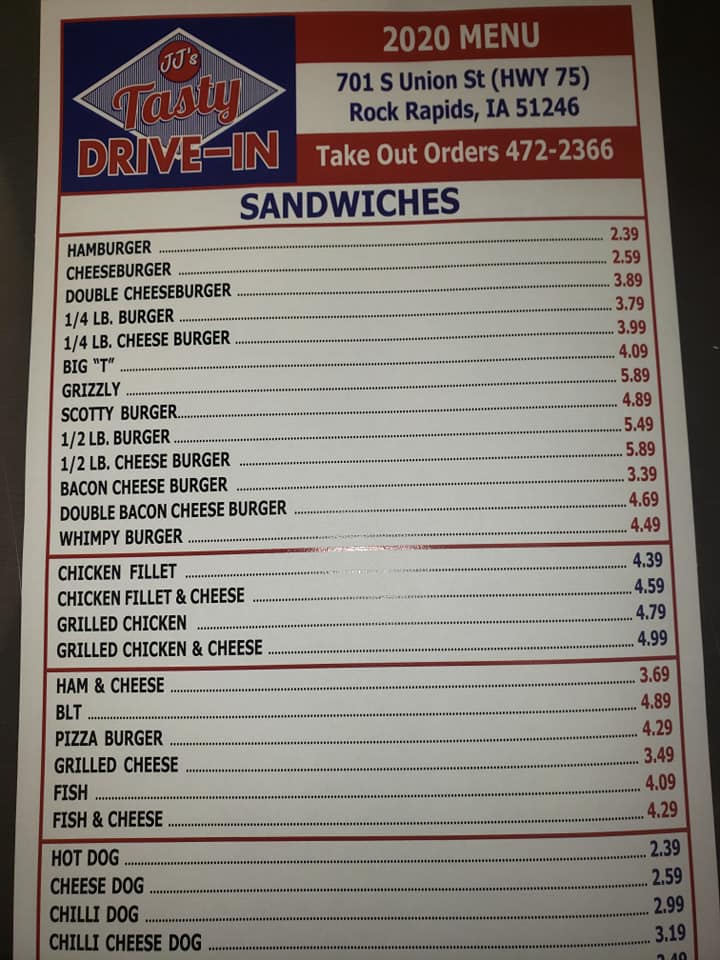 JJ's
Tasty
DRIVE-IN
2020 MENU
701 S Union St (HWY 75)
Rock Rapids, IA 51246
Take Out Orders 472-2366
SANDWICHES
HAMBURGER 2.39
CHEESEBURGER 2.59
DOUBLE CHEESEBURGER 3.89
1/4 LB. BURGER 3.79
1/4 LB. CHEESE BURGER 3.99
BIG "T" 4.09
GRIZZLY 5.89
SCOTTY BURGER 4.89
1/2 LB. BURGER 5.49
1/2 LB. CHEESE BURGER 5.89
BACON CHEESE BURGER 3.39
DOUBLE BACON CHEESE BURGER 4.69
WHIMPY BURGER 4.49
CHICKEN FILLET 4.39
CHICKEN FILLET & CHEESE 4.59
GRILLED CHICKEN 4.79
GRILLED CHICKEN & CHEESE 4.99
HAM & CHEESE 3.69
BLT 4.89
PIZZA BURGER 4.29
GRILLED CHEESE 3.49
FISH 4.09
FISH & CHEESE 4.29
HOT DOG 2.39
CHEESE DOG 2.59
CHILLI DOG 2.99
CHILLI CHEESE DOG 3.19